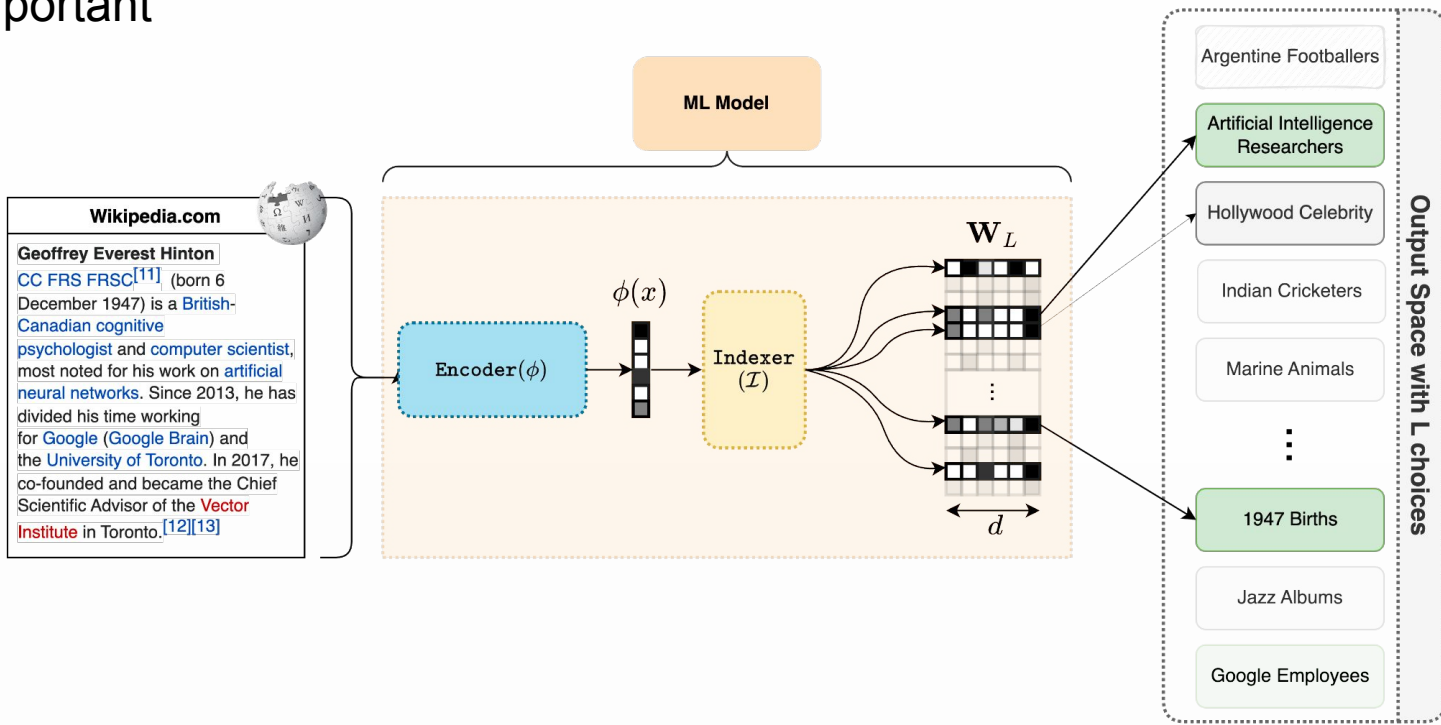 portant
ML Model
Wikipedia.com
Geoffrey Everest Hinton
CC FRS FRSC[11] (born 6
December 1947) is a British-
Canadian cognitive
psychologist and computer scientist,
most noted for his work on artificial
neural networks. Since 2013, he has
divided his time working
for Google (Google Brain) and
the University of Toronto. In 2017, he
co-founded and became the Chief
Scientific Advisor of the Vector
Institute in Toronto.[12][13]
Encoder(ϕ)
ϕ(x)
Indexer
(ℐ)
W_L
⋮
d
Argentine Footballers
Artificial Intelligence
Researchers
Hollywood Celebrity
Indian Cricketers
Marine Animals
⋮
1947 Births
Jazz Albums
Google Employees
Output Space with L choices